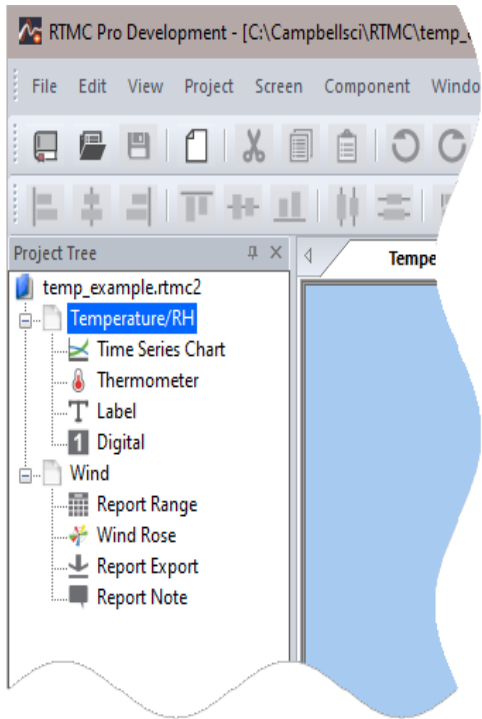 RTMC Pro Development - [C:\Campbellsci\RTMC\temp_
File Edit View Project Screen Component Windo
Project Tree
Tempe
temp_example.rtmc2
Temperature/RH
Time Series Chart
Thermometer
Label
1 Digital
Wind
Report Range
Wind Rose
Report Export
Report Note